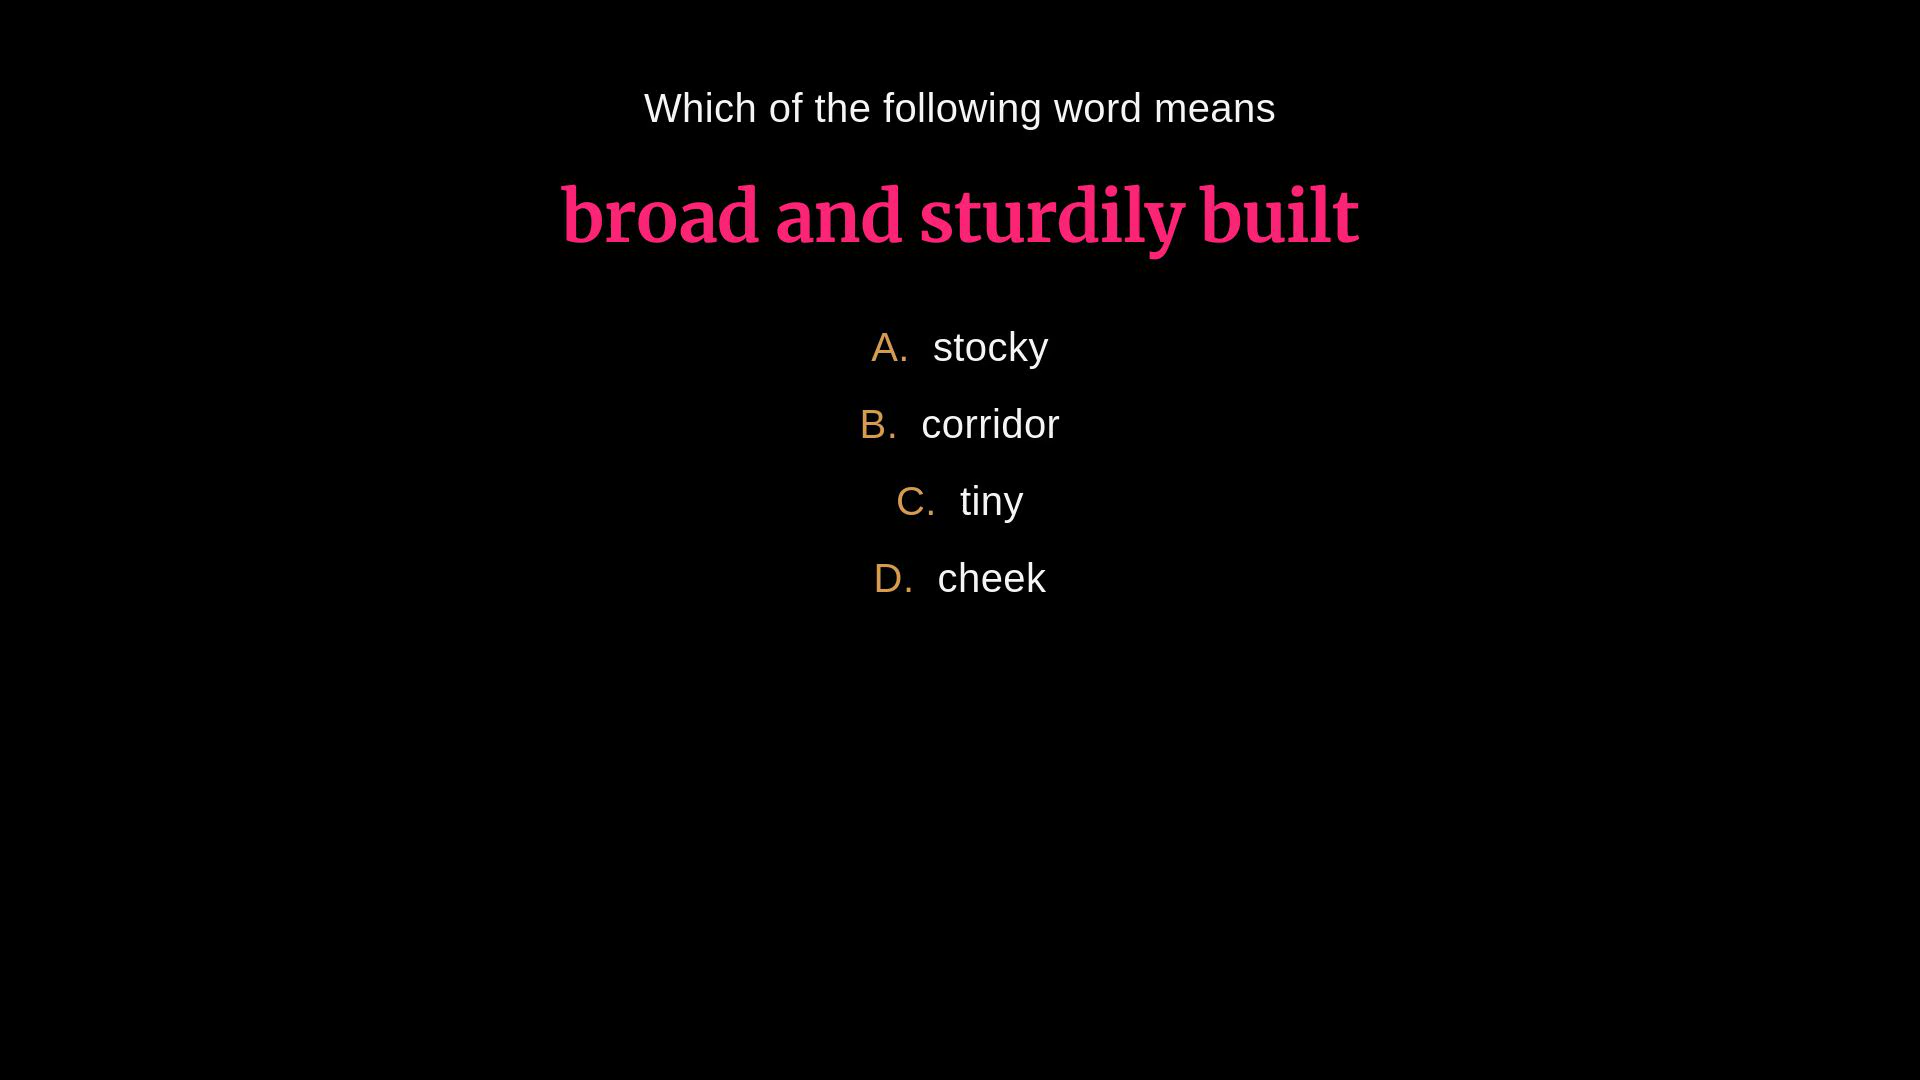 Which of the following word means
broad and sturdily built
A. stocky
B. corridor
C. tiny
D. cheek